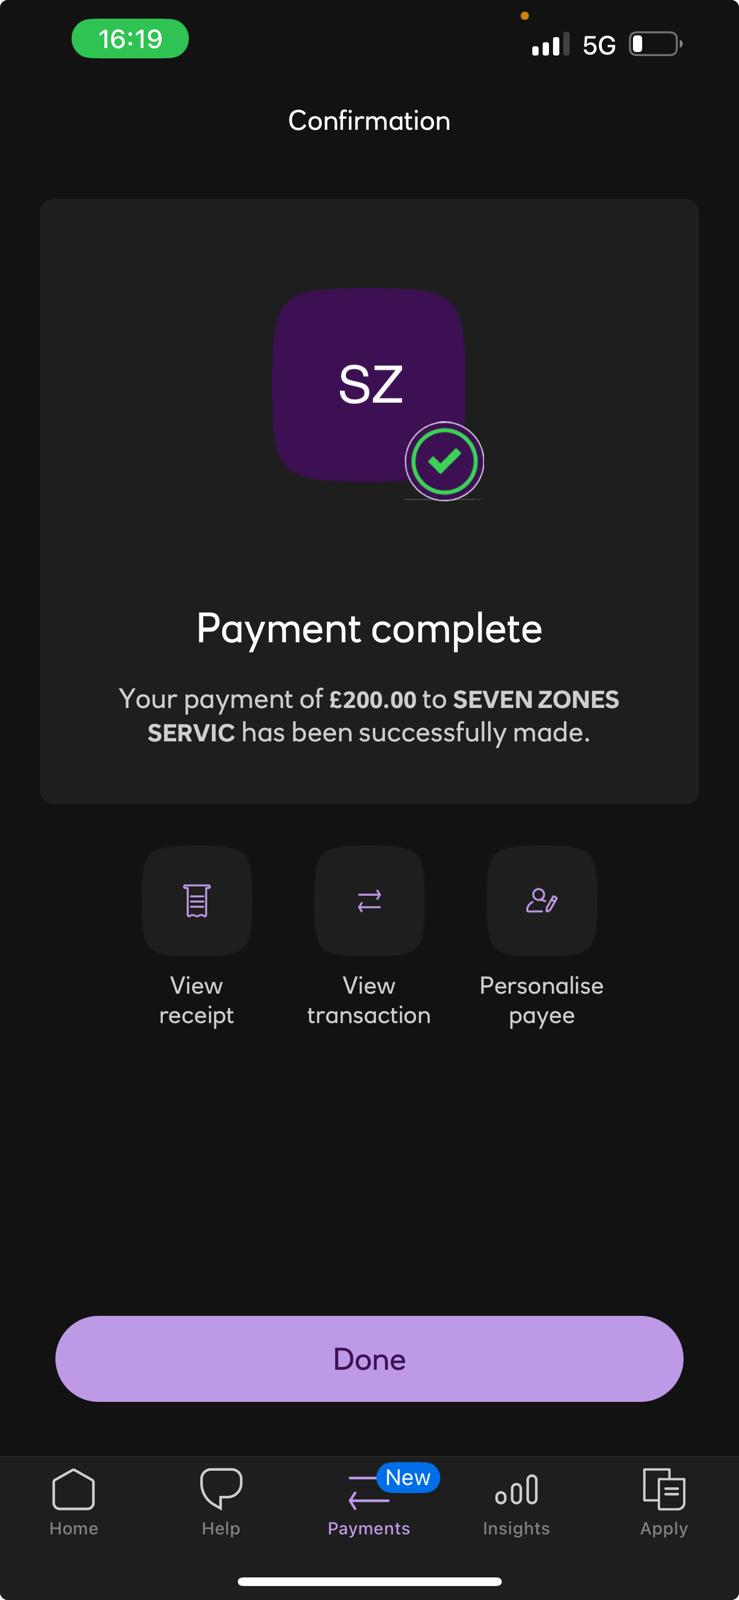 16:19
5G
Confirmation
SZ
Payment complete
Your payment of £200.00 to SEVEN ZONES
SERVIC has been successfully made.
View
receipt
View
transaction
Personalise
payee
Done
New
Home
Help
Payments
Insights
Apply